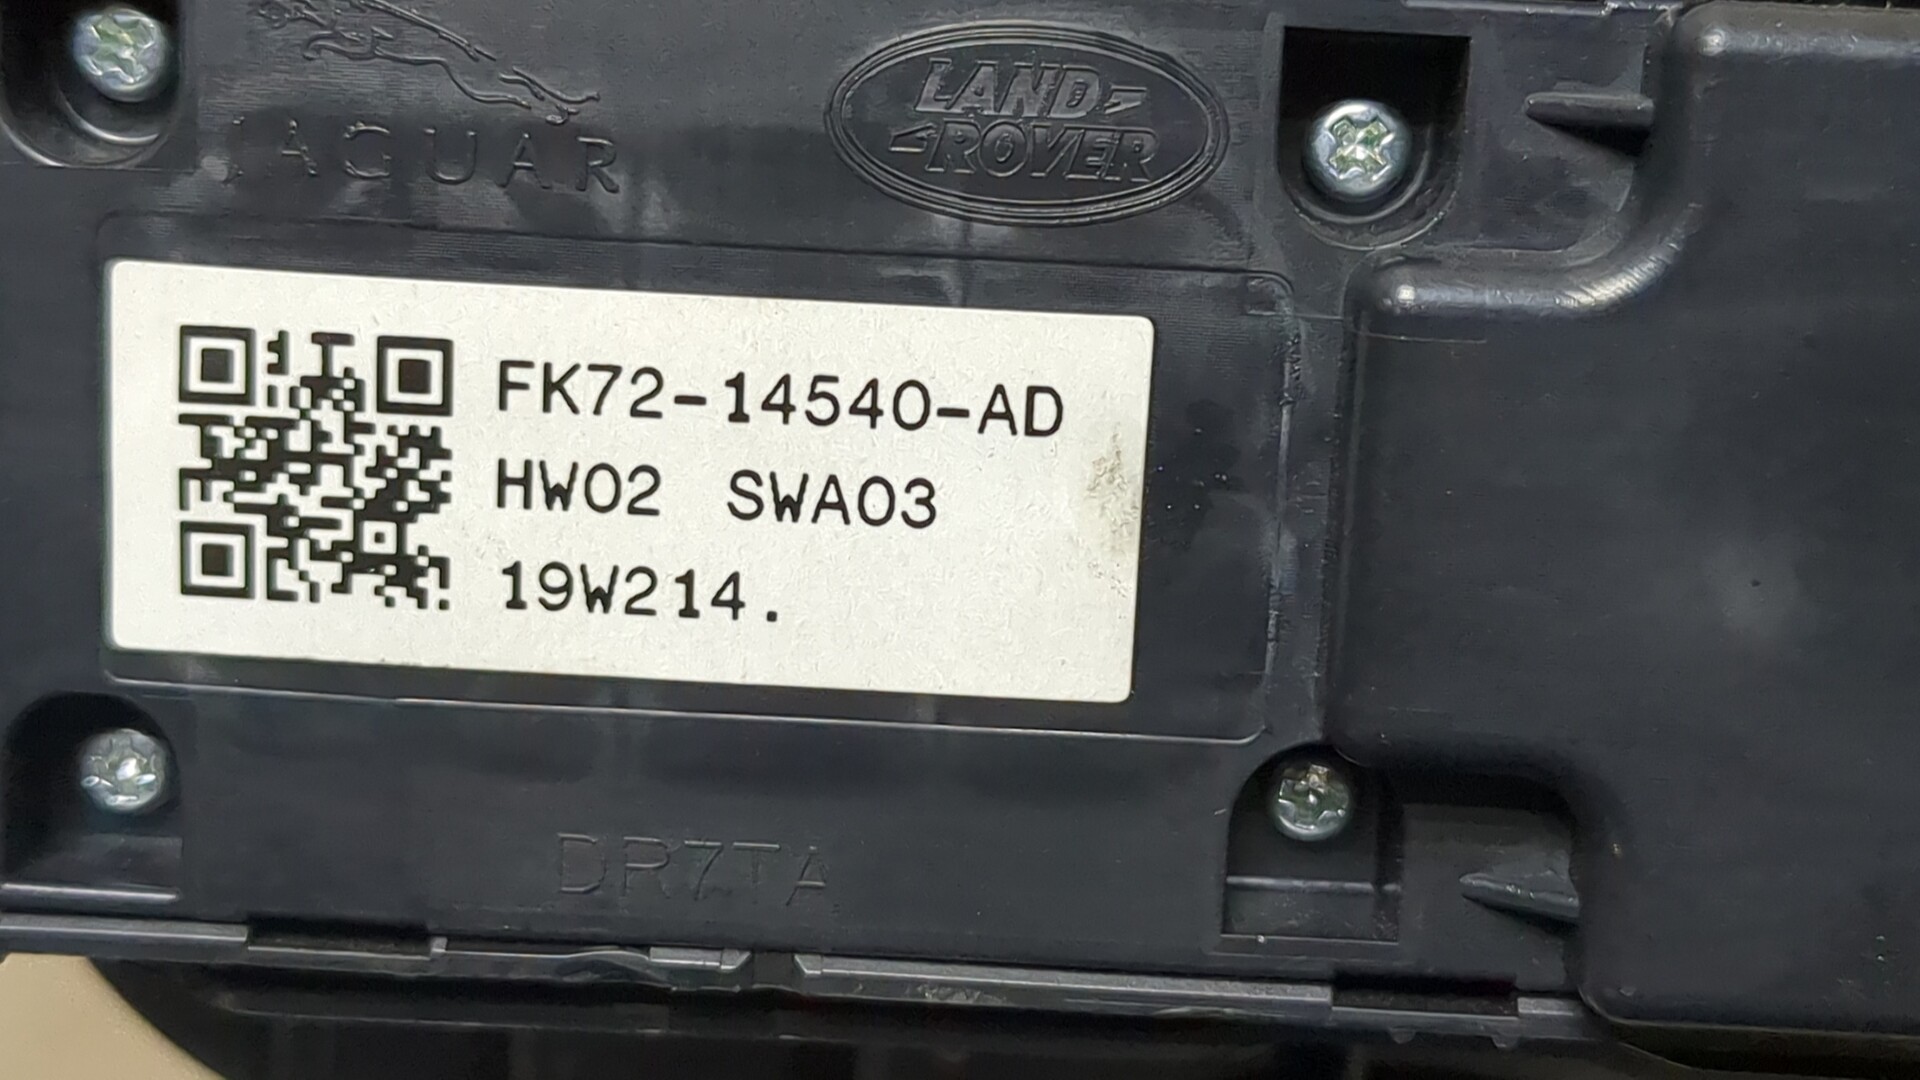 JAGUAR
LAND
ROVER
FK72-14540-AD
HW02 SWA03
19W214.
DR7TA